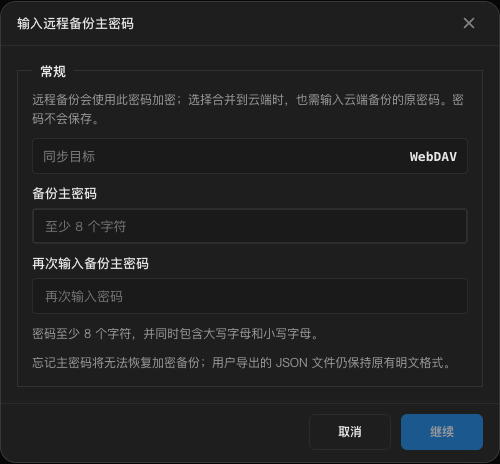 输入远程备份主密码
常规
远程备份会使用此密码加密；选择合并到云端时，也需输入云端备份的原密码。密
码不会保存。
同步目标 WebDAV
备份主密码
至少 8 个字符
再次输入备份主密码
再次输入密码
密码至少 8 个字符，并同时包含大写字母和小写字母。
忘记主密码将无法恢复加密备份；用户导出的 JSON 文件仍保持原有明文格式。
取消 继续